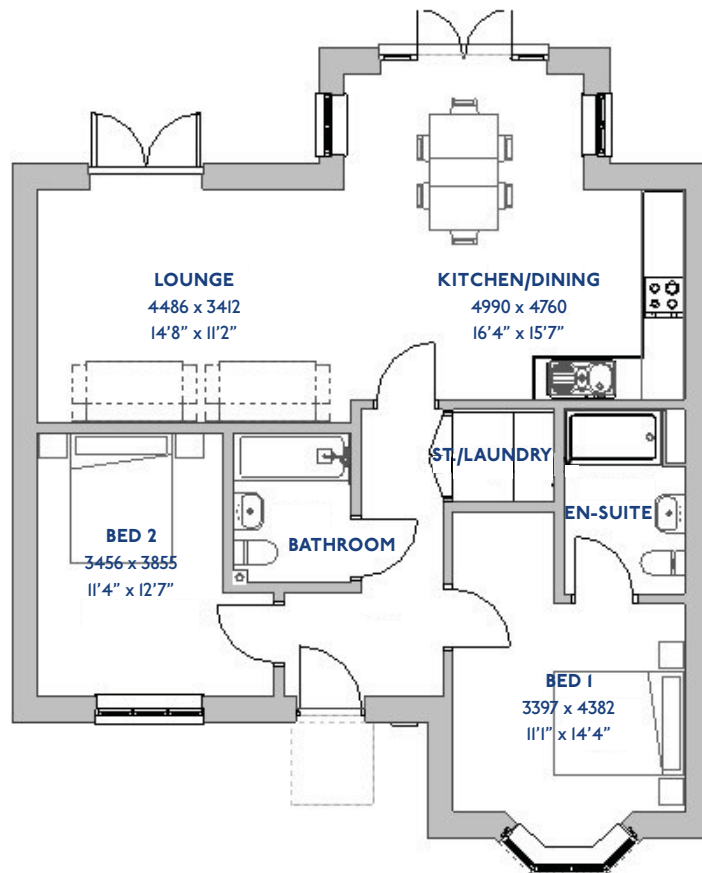 LOUNGE
4486 x 3412
14'8" x 11'2"
KITCHEN/DINING
4990 x 4760
16'4" x 15'7"
ST./LAUNDRY
EN-SUITE
BATHROOM
BED 2
3456 x 3855
11'4" x 12'7"
BED 1
3397 x 4382
11'1" x 14'4"